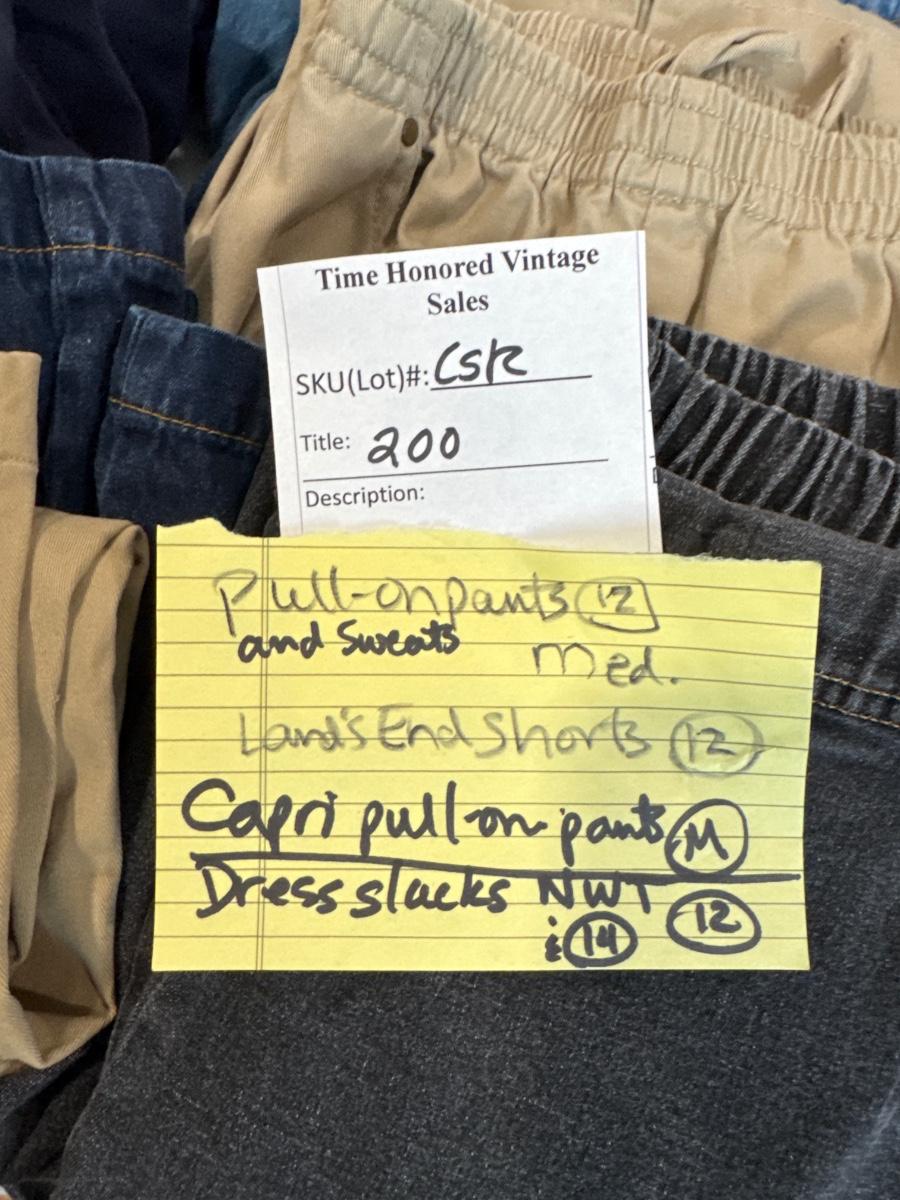 Time Honored Vintage
Sales
SKU(Lot)#: CSR
Title: 200
Description:
Pull-on pants 12
and Sweats
Med.
Land's End Shorts 12
Capri pull-on pants M
Dress slacks NWT 12
& 14